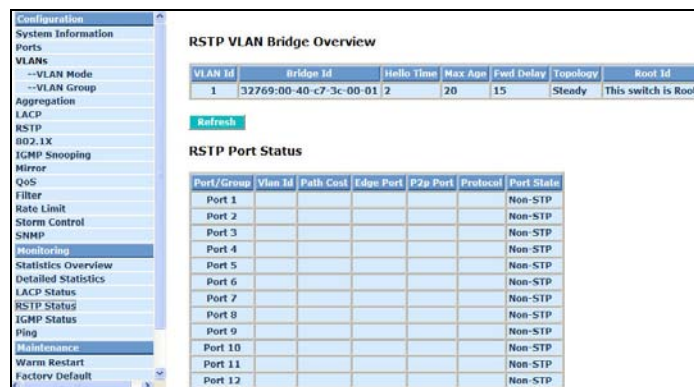 Configuration
System Information
Ports
VLANs
--VLAN Mode
--VLAN Group
Aggregation
LACP
RSTP
802.1X
IGMP Snooping
Mirror
QoS
Filter
Rate Limit
Storm Control
SNMP
Monitoring
Statistics Overview
Detailed Statistics
LACP Status
RSTP Status
IGMP Status
Ping
Maintenance
Warm Restart
Factory Default
RSTP VLAN Bridge Overview
VLAN Id Bridge Id Hello Time Max Age Fwd Delay Topology Root Id
1 32769:00-40-c7-3c-00-01 2 20 15 Steady This switch is Root
Refresh
RSTP Port Status
Port/Group Vlan Id Path Cost Edge Port P2p Port Protocol Port State
Port 1 Non-STP
Port 2 Non-STP
Port 3 Non-STP
Port 4 Non-STP
Port 5 Non-STP
Port 6 Non-STP
Port 7 Non-STP
Port 8 Non-STP
Port 9 Non-STP
Port 10 Non-STP
Port 11 Non-STP
Port 12 Non-STP